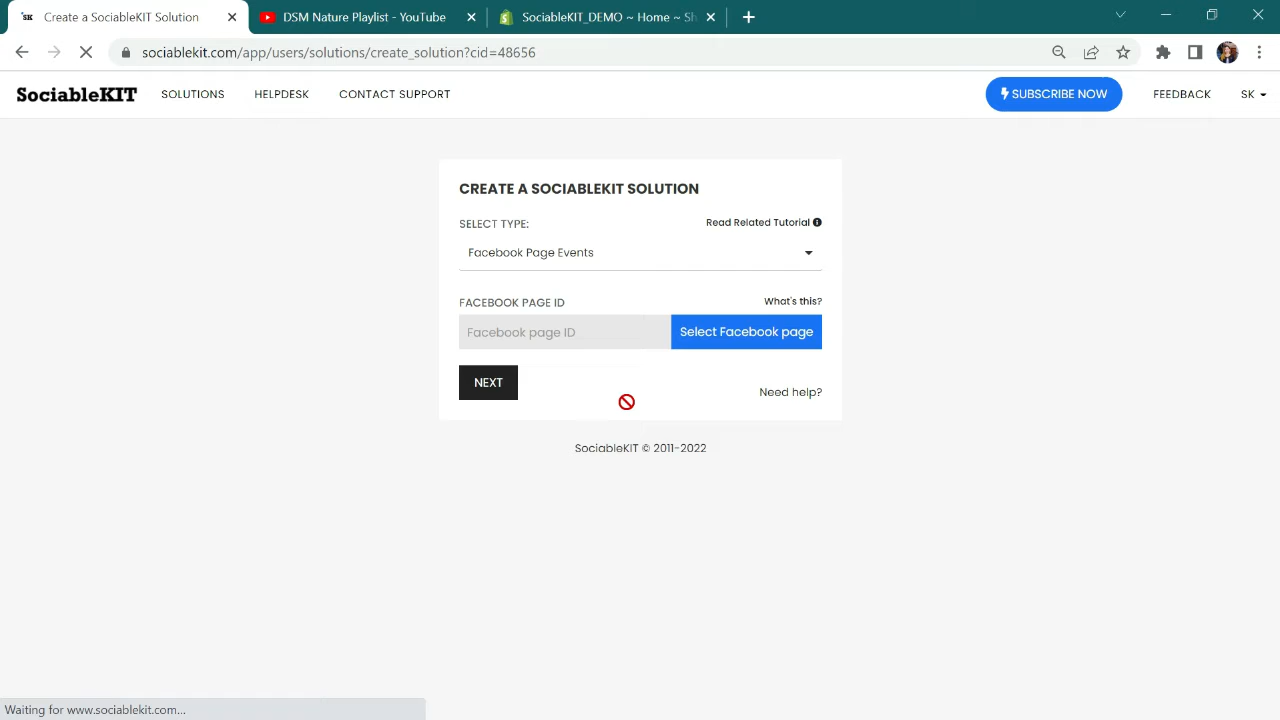 Create a SociableKIT Solution
DSM Nature Playlist - YouTube
SociableKIT_DEMO ~ Home ~ Sh
sociablekit.com/app/users/solutions/create_solution?cid=48656
SociableKIT
SOLUTIONS
HELPDESK
CONTACT SUPPORT
SUBSCRIBE NOW
FEEDBACK
SK
CREATE A SOCIABLEKIT SOLUTION
SELECT TYPE:
Read Related Tutorial
Facebook Page Events
FACEBOOK PAGE ID
What's this?
Facebook page ID
Select Facebook page
NEXT
Need help?
SociableKIT © 2011-2022
Waiting for www.sociablekit.com...